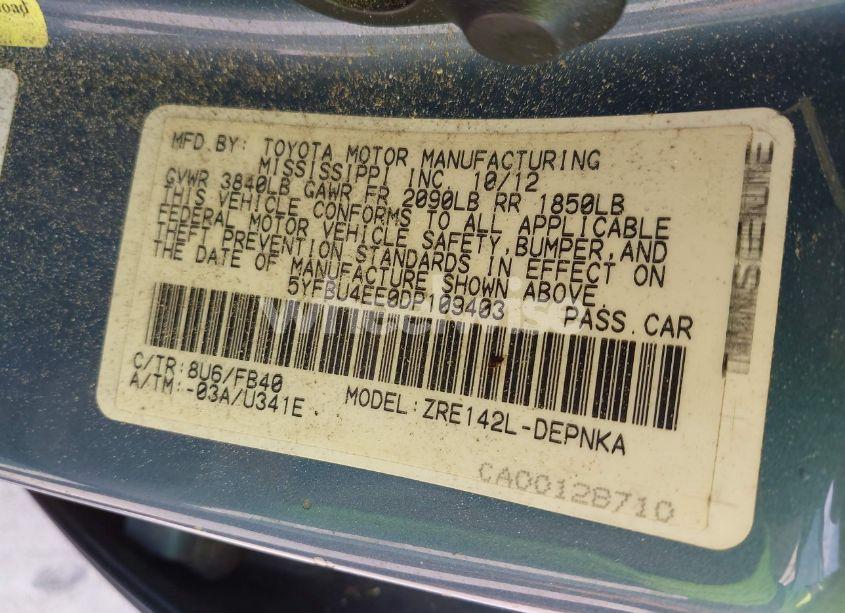 oad
MFD.BY: TOYOTA MOTOR MANUFACTURING
MISSISSIPPI INC. 10/12
GVWR 3840LB GAWR FR 2090LB RR 1850LB
THIS VEHICLE CONFORMS TO ALL APPLICABLE
FEDERAL MOTOR VEHICLE SAFETY,BUMPER,AND
THEFT PREVENTION STANDARDS IN EFFECT ON
THE DATE OF MANUFACTURE SHOWN ABOVE.
5YFBU4EE0DP109403 PASS.CAR
C/TR:8U6/FB40
A/TM:-03A/U341E MODEL:ZRE142L-DEPNKA
CA00128710